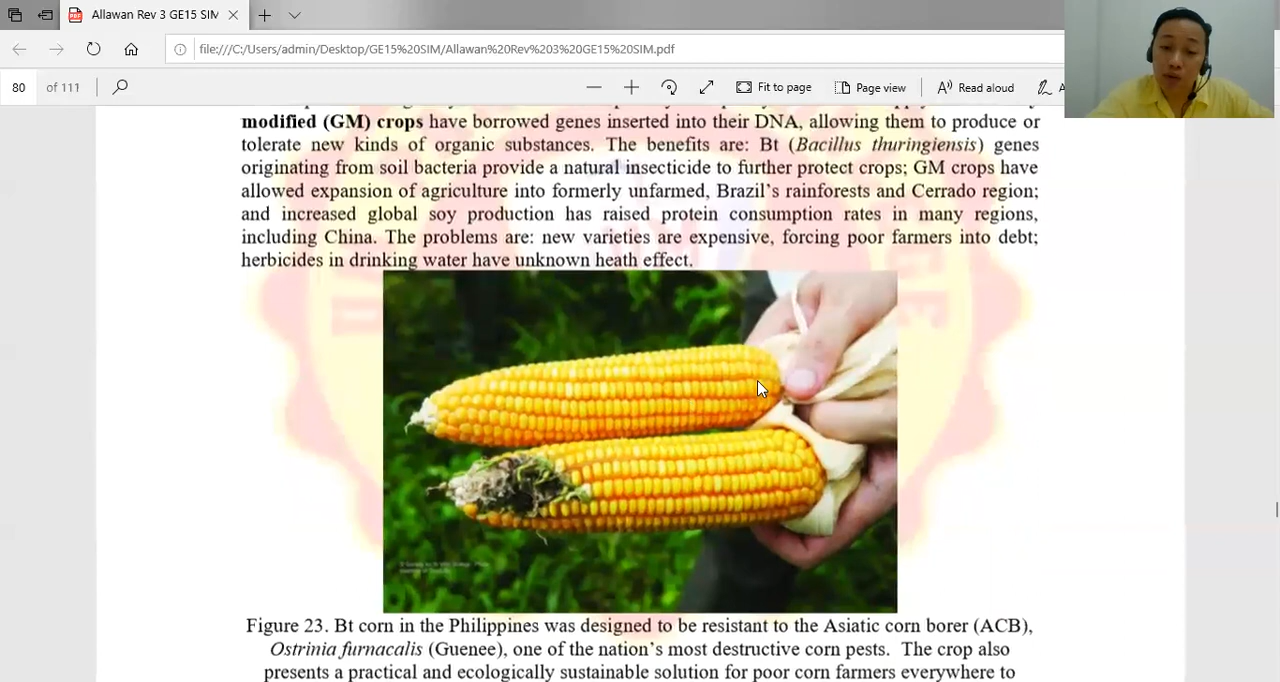 Allawan Rev 3 GE15 SIM
file:///C:/Users/admin/Desktop/GE15%20SIM/Allawan%20Rev%203%20GE15%20SIM.pdf
80 of 111
Fit to page
Page view
Read aloud
modified (GM) crops have borrowed genes inserted into their DNA, allowing them to produce or
tolerate new kinds of organic substances. The benefits are: Bt (Bacillus thuringiensis) genes
originating from soil bacteria provide a natural insecticide to further protect crops; GM crops have
allowed expansion of agriculture into formerly unfarmed, Brazil's rainforests and Cerrado region;
and increased global soy production has raised protein consumption rates in many regions,
including China. The problems are: new varieties are expensive, forcing poor farmers into debt;
herbicides in drinking water have unknown heath effect.
Figure 23. Bt corn in the Philippines was designed to be resistant to the Asiatic corn borer (ACB),
Ostrinia furnacalis (Guenee), one of the nation's most destructive corn pests. The crop also
presents a practical and ecologically sustainable solution for poor corn farmers everywhere to